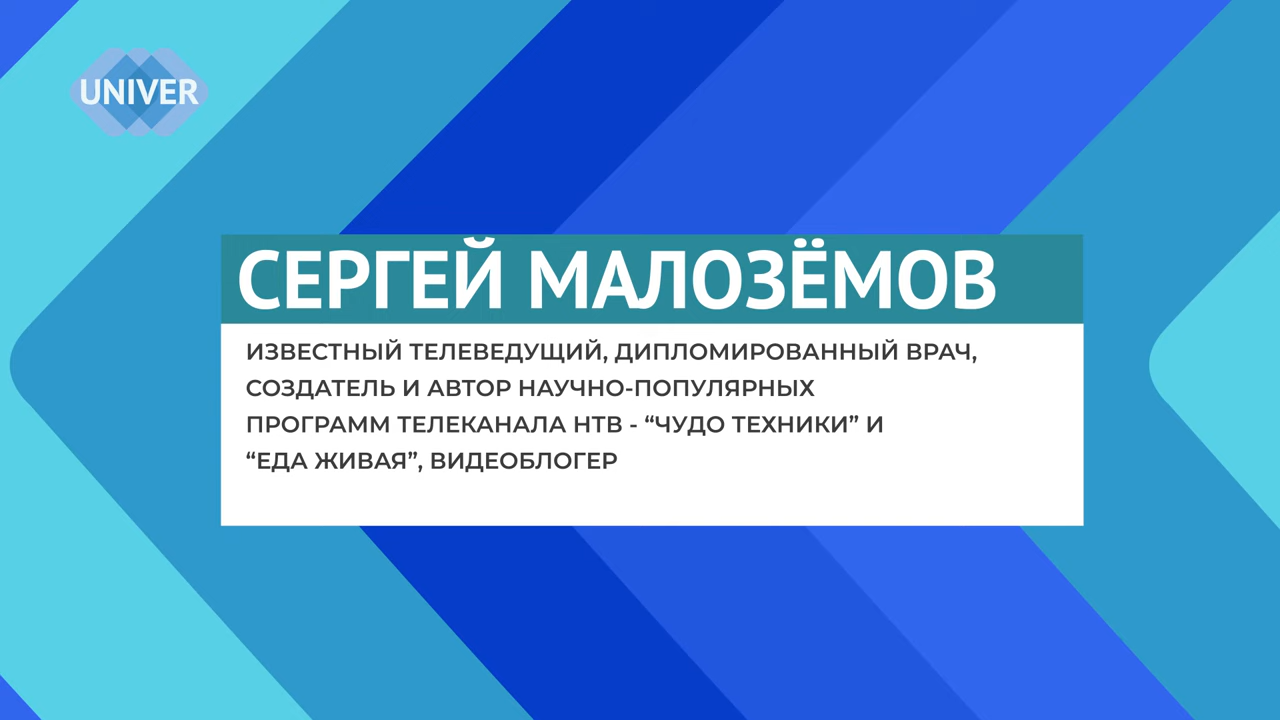 UNIVER
СЕРГЕЙ МАЛОЗЁМОВ
ИЗВЕСТНЫЙ ТЕЛЕВЕДУЩИЙ, ДИПЛОМИРОВАННЫЙ ВРАЧ,
СОЗДАТЕЛЬ И АВТОР НАУЧНО-ПОПУЛЯРНЫХ
ПРОГРАММ ТЕЛЕКАНАЛА НТВ - “ЧУДО ТЕХНИКИ” И
“ЕДА ЖИВАЯ”, ВИДЕОБЛОГЕР